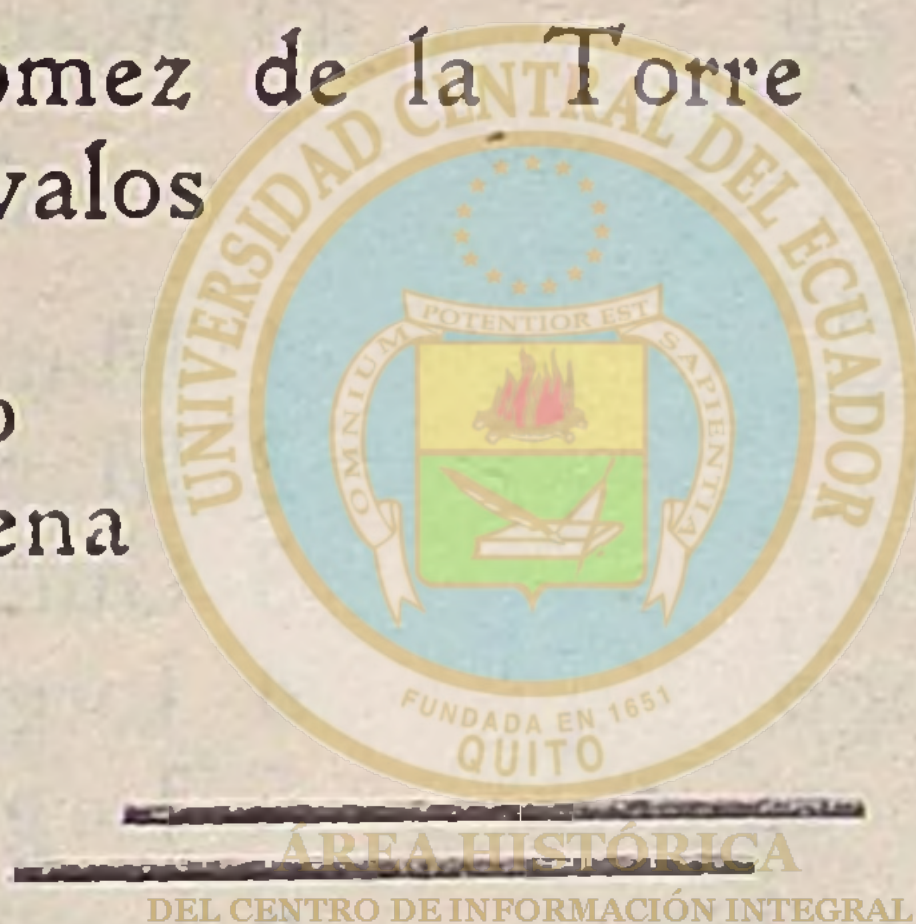 omez de la Torre
valos
o
ena
UNIVERSIDAD CENTRAL DEL ECUADOR
OMNIUM POTENTIOR EST SAPIENTIA
FUNDADA EN 1651
QUITO
ÁREA HISTÓRICA
DEL CENTRO DE INFORMACIÓN INTEGRAL